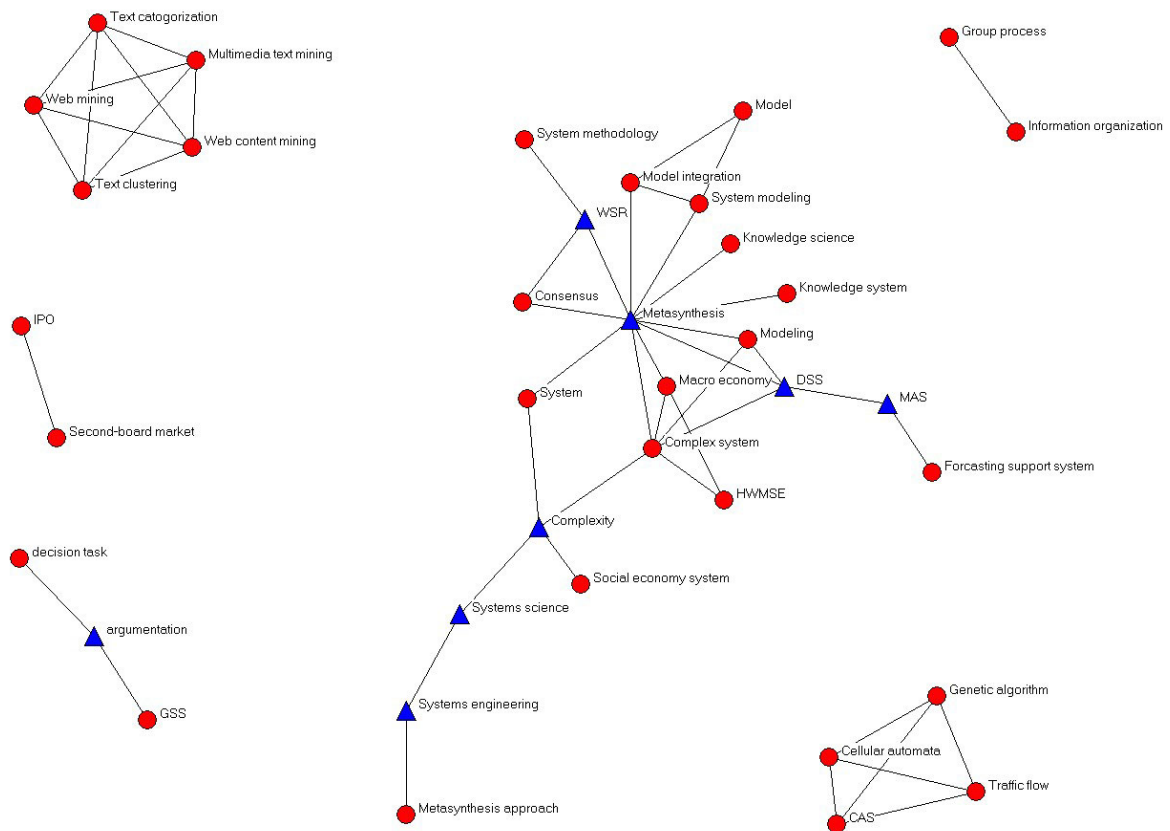 Text catogorization
Multimedia text mining
Web mining
Web content mining
Text clustering
Group process
Information organization
Model
System methodology
Model integration
System modeling
WSR
Knowledge science
Knowledge system
Consensus
Metasynthesis
Modeling
IPO
Second-board market
System
Macro economy
DSS
MAS
Complex system
Forcasting support system
HWMSE
Complexity
Social economy system
Systems science
Systems engineering
Metasynthesis approach
decision task
argumentation
GSS
Genetic algorithm
Cellular automata
Traffic flow
CAS